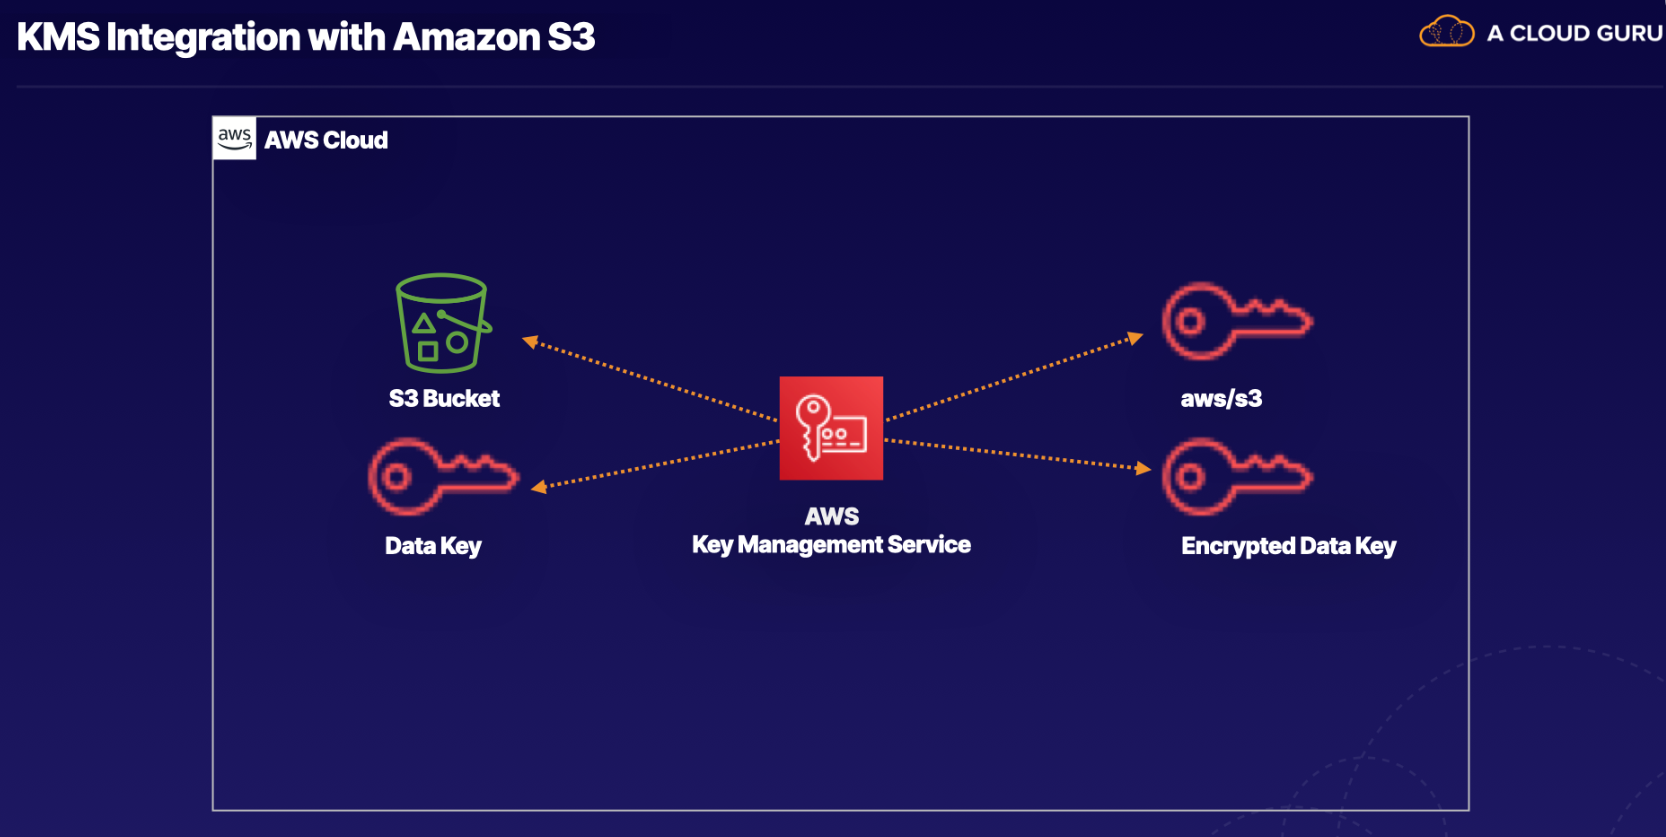 KMS Integration with Amazon S3
A CLOUD GURU
aws
AWS Cloud
S3 Bucket
aws/s3
Data Key
AWS
Key Management Service
Encrypted Data Key